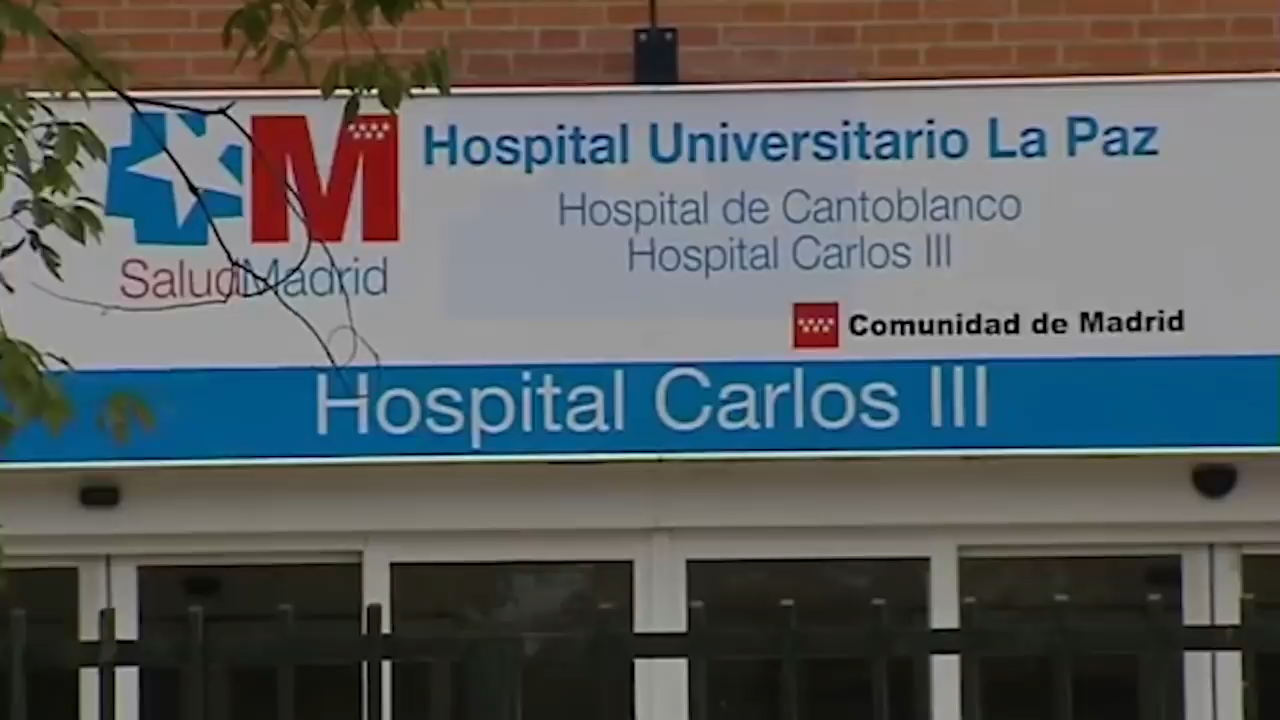 M
SaludMadrid
Hospital Universitario La Paz
Hospital de Cantoblanco
Hospital Carlos III
Comunidad de Madrid
Hospital Carlos III